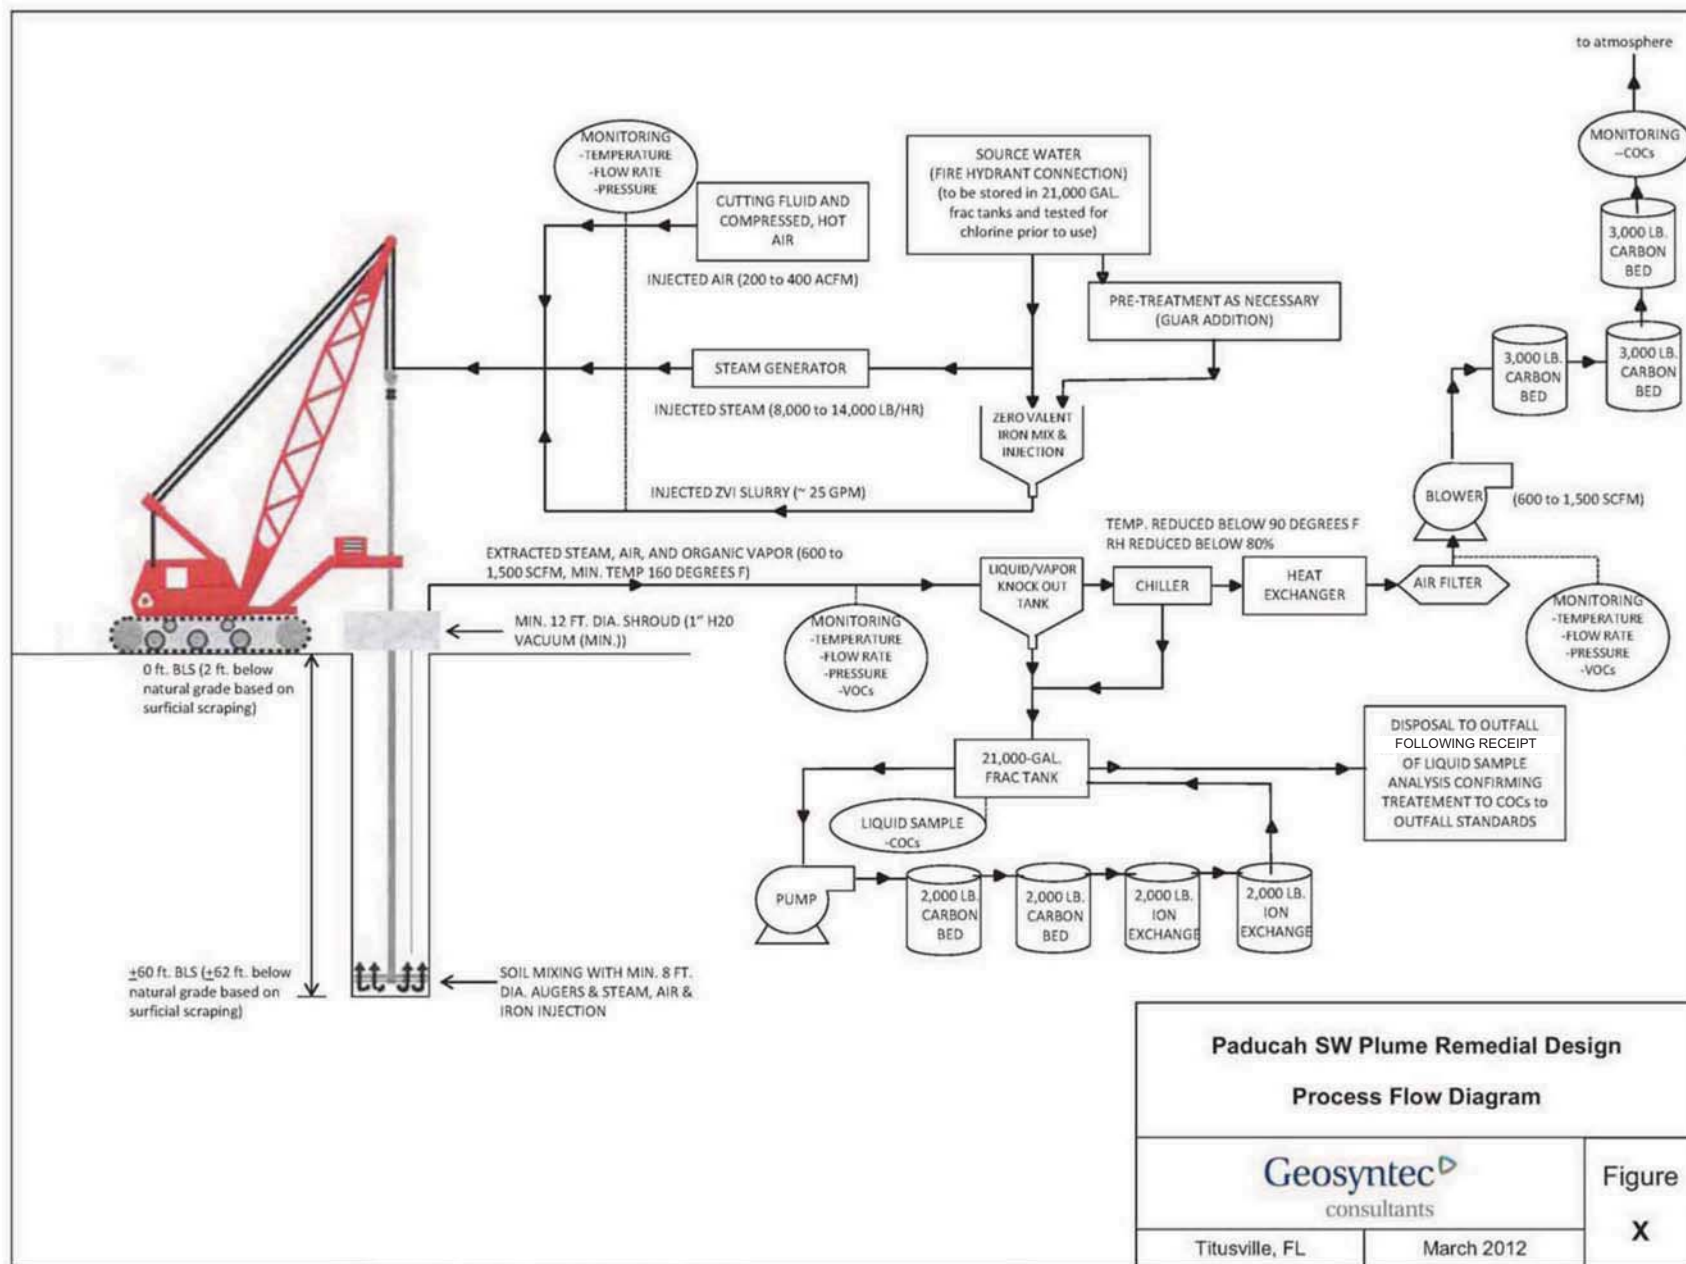 to atmosphere
MONITORING
--COCs
3,000 LB.
CARBON
BED
3,000 LB.
CARBON
BED
3,000 LB.
CARBON
BED
MONITORING
-TEMPERATURE
-FLOW RATE
-PRESSURE
CUTTING FLUID AND
COMPRESSED, HOT
AIR
INJECTED AIR (200 to 400 ACFM)
SOURCE WATER
(FIRE HYDRANT CONNECTION)
(to be stored in 21,000 GAL.
frac tanks and tested for
chlorine prior to use)
PRE-TREATMENT AS NECESSARY
(GUAR ADDITION)
STEAM GENERATOR
INJECTED STEAM (8,000 to 14,000 LB/HR)
ZERO VALENT
IRON MIX &
INJECTION
INJECTED ZVI SLURRY (~ 25 GPM)
BLOWER
(600 to 1,500 SCFM)
TEMP. REDUCED BELOW 90 DEGREES F
RH REDUCED BELOW 80%
EXTRACTED STEAM, AIR, AND ORGANIC VAPOR (600 to
1,500 SCFM, MIN. TEMP 160 DEGREES F)
LIQUID/VAPOR
KNOCK OUT
TANK
CHILLER
HEAT
EXCHANGER
AIR FILTER
MONITORING
-TEMPERATURE
-FLOW RATE
-PRESSURE
-VOCs
MIN. 12 FT. DIA. SHROUD (1" H20
VACUUM (MIN.))
MONITORING
-TEMPERATURE
-FLOW RATE
-PRESSURE
-VOCs
0 ft. BLS (2 ft. below
natural grade based on
surficial scraping)
21,000-GAL.
FRAC TANK
DISPOSAL TO OUTFALL
FOLLOWING RECEIPT
OF LIQUID SAMPLE
ANALYSIS CONFIRMING
TREATEMENT TO COCs to
OUTFALL STANDARDS
LIQUID SAMPLE
-COCs
PUMP
2,000 LB.
CARBON
BED
2,000 LB.
CARBON
BED
2,000 LB.
ION
EXCHANGE
2,000 LB.
ION
EXCHANGE
±60 ft. BLS (±62 ft. below
natural grade based on
surficial scraping)
SOIL MIXING WITH MIN. 8 FT.
DIA. AUGERS & STEAM, AIR &
IRON INJECTION
Paducah SW Plume Remedial Design
Process Flow Diagram
Geosyntec
consultants
Figure
X
Titusville, FL
March 2012